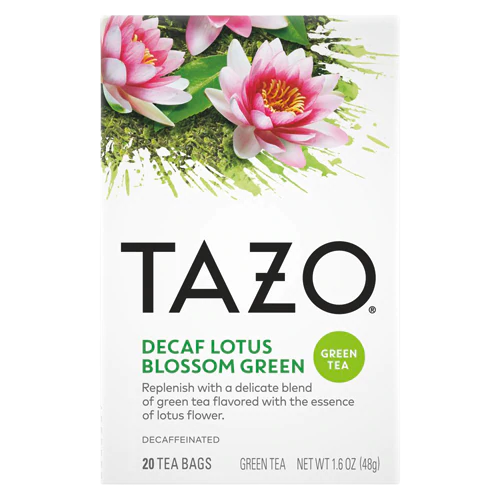 TAZO®
DECAF LOTUS
BLOSSOM GREEN
GREEN
TEA
Replenish with a delicate blend
of green tea flavored with the essence
of lotus flower.
DECAFFEINATED
20 TEA BAGS GREEN TEA NET WT 1.6 OZ (48g)